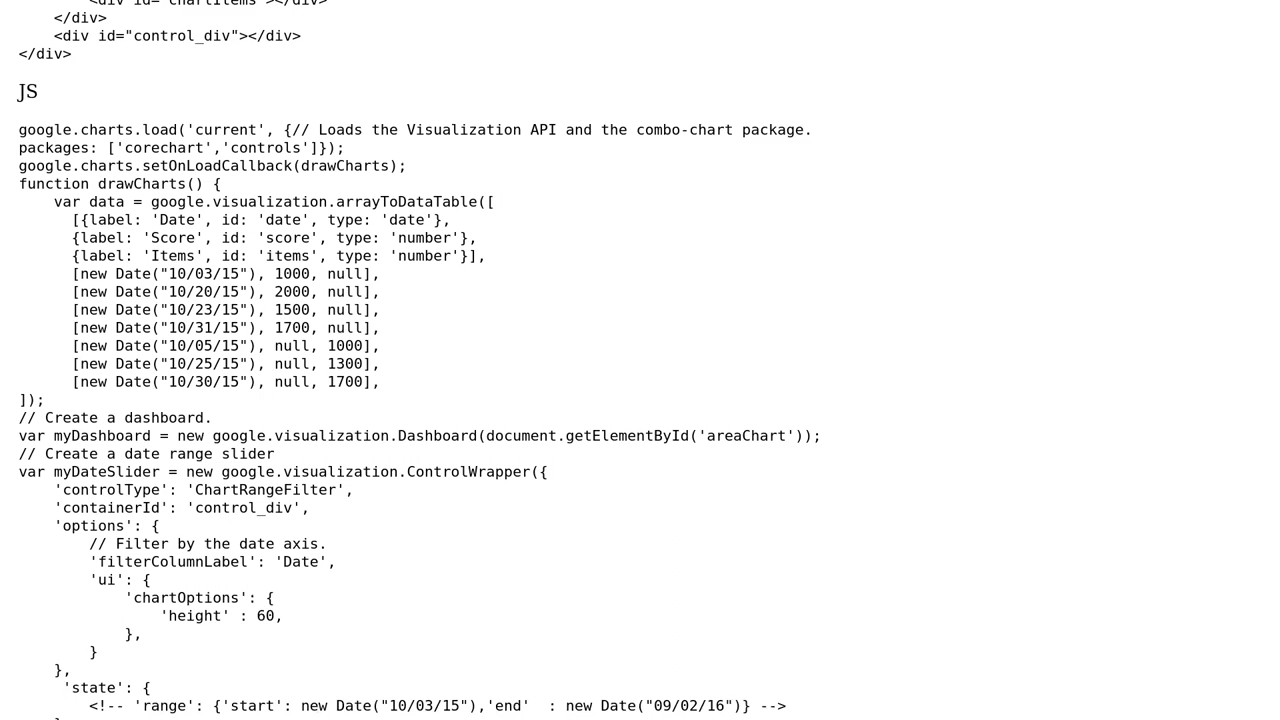 <div id="chartItems"></div>
</div>
<div id="control_div"></div>
</div>
JS
google.charts.load('current', {// Loads the Visualization API and the combo-chart package.
packages: ['corechart','controls']});
google.charts.setOnLoadCallback(drawCharts);
function drawCharts() {
var data = google.visualization.arrayToDataTable([
[{label: 'Date', id: 'date', type: 'date'},
{label: 'Score', id: 'score', type: 'number'},
{label: 'Items', id: 'items', type: 'number'}],
[new Date("10/03/15"), 1000, null],
[new Date("10/20/15"), 2000, null],
[new Date("10/23/15"), 1500, null],
[new Date("10/31/15"), 1700, null],
[new Date("10/05/15"), null, 1000],
[new Date("10/25/15"), null, 1300],
[new Date("10/30/15"), null, 1700],
]);
// Create a dashboard.
var myDashboard = new google.visualization.Dashboard(document.getElementById('areaChart'));
// Create a date range slider
var myDateSlider = new google.visualization.ControlWrapper({
'controlType': 'ChartRangeFilter',
'containerId': 'control_div',
'options': {
// Filter by the date axis.
'filterColumnLabel': 'Date',
'ui': {
'chartOptions': {
'height' : 60,
},
}
},
'state': {
<!-- 'range': {'start': new Date("10/03/15"),'end'  : new Date("09/02/16")} -->